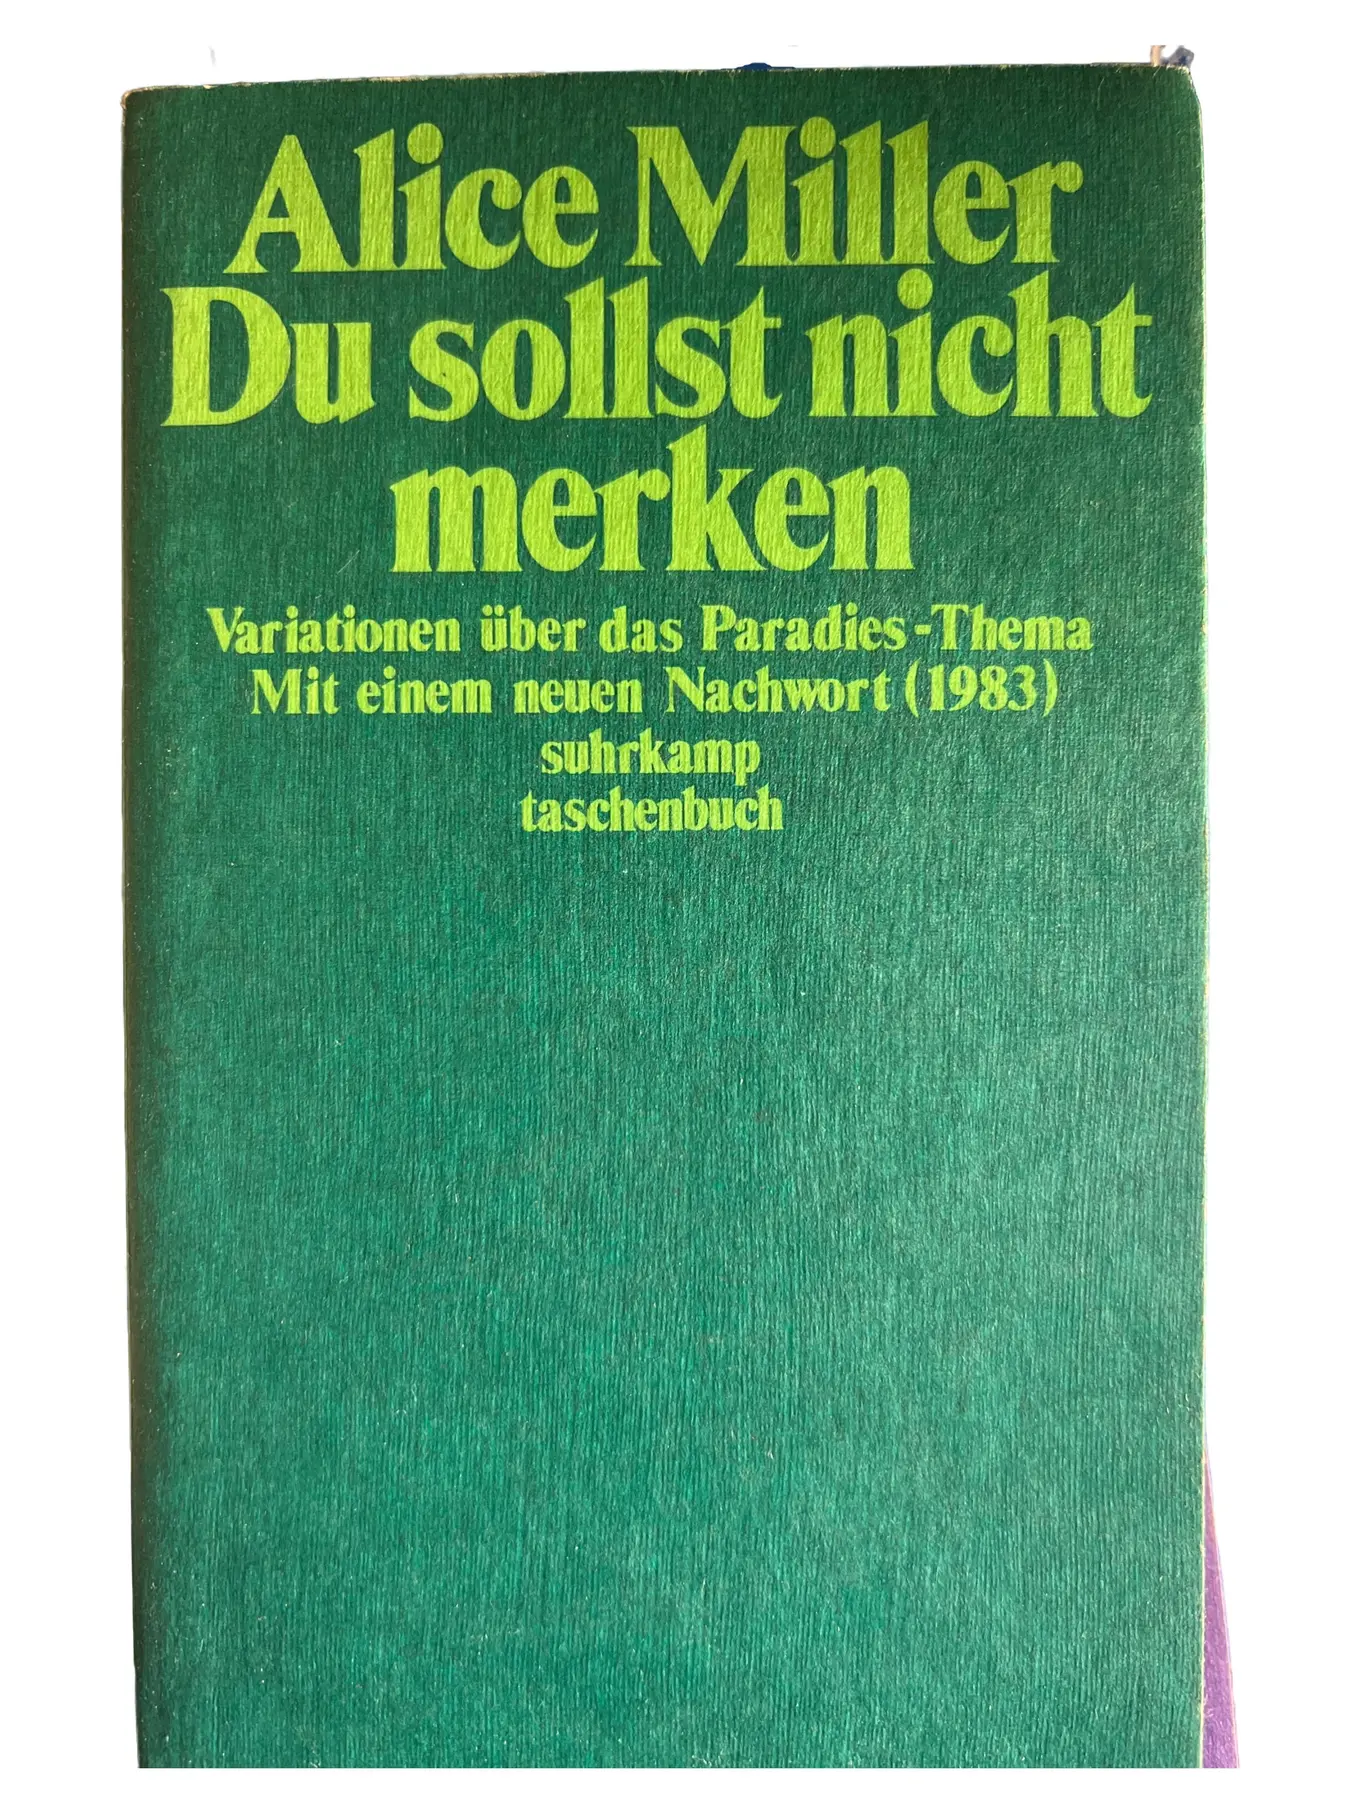 Alice Miller
Du sollst nicht
merken
Variationen über das Paradies-Thema
Mit einem neuen Nachwort (1983)
suhrkamp
taschenbuch